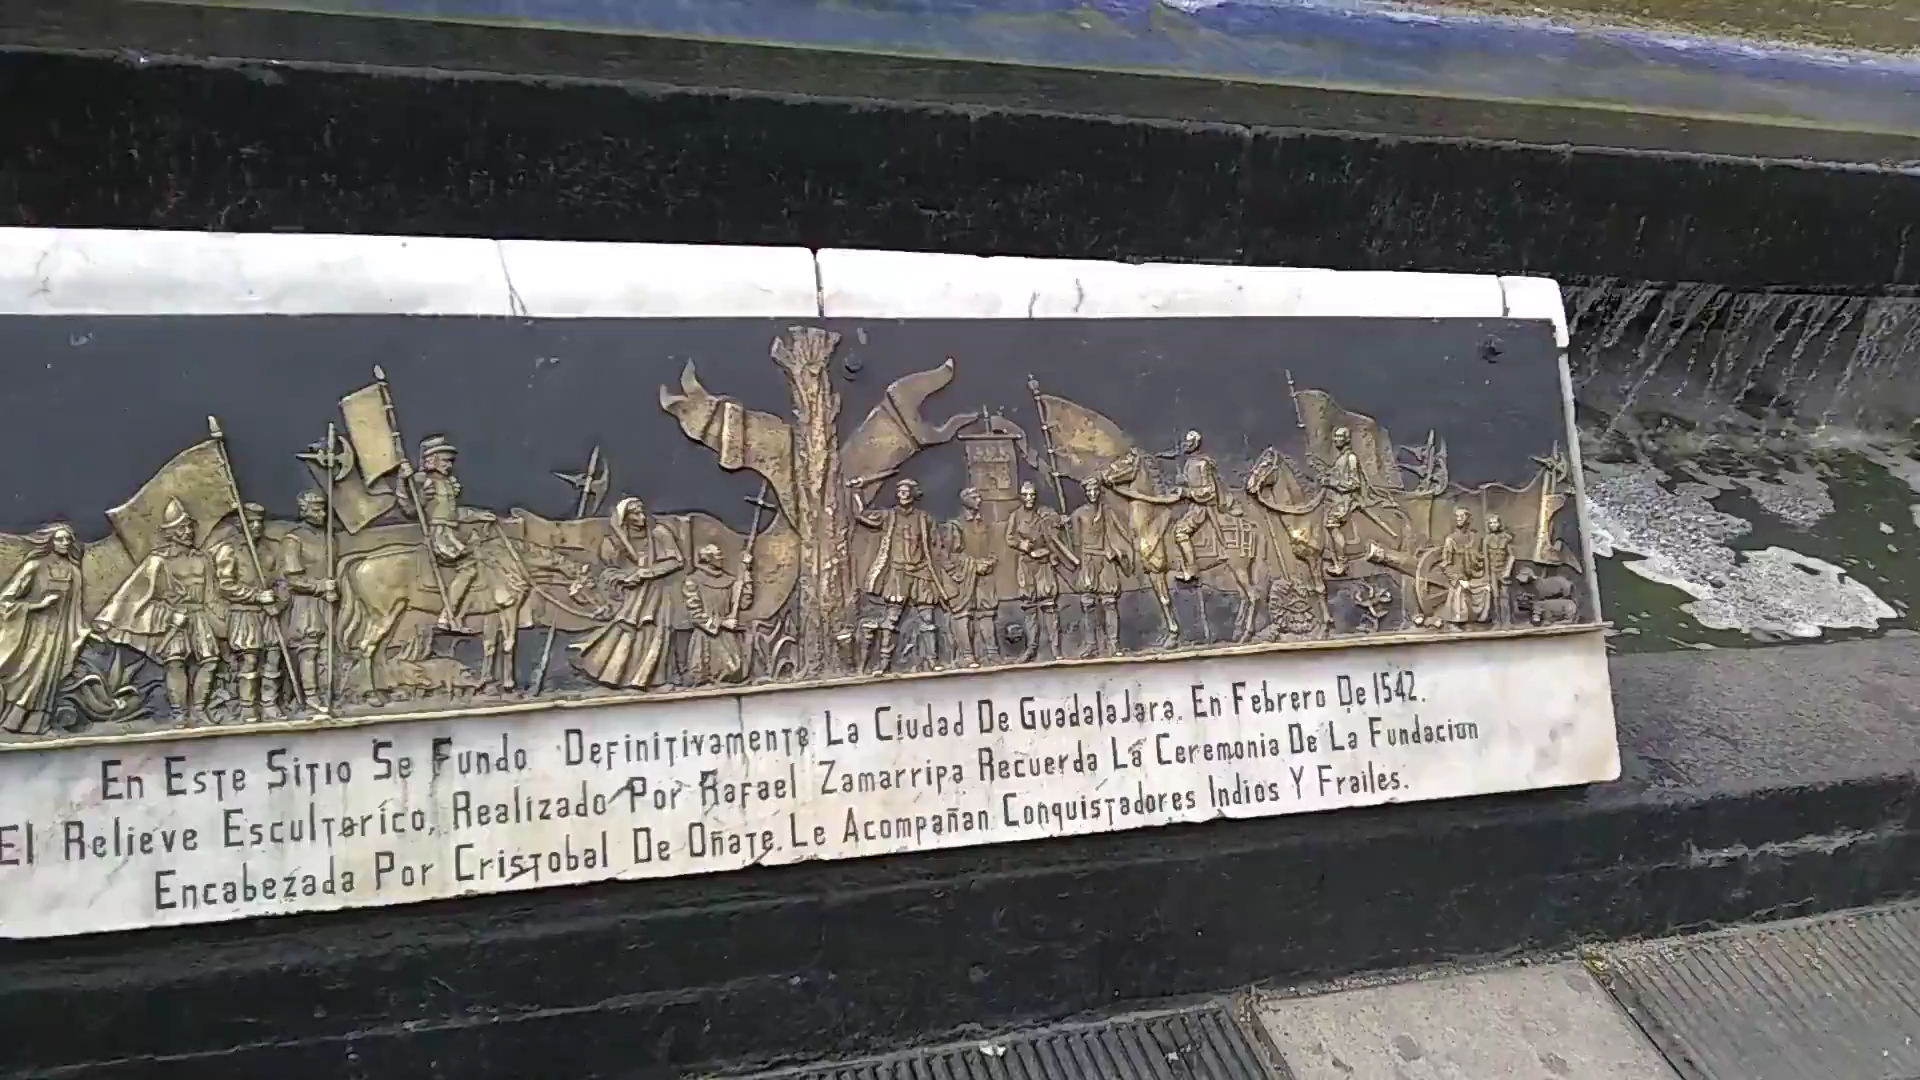 En Este Sitio Se Fundo Definitivamente La Ciudad De Guadalajara. En Febrero De 1542.
El Relieve Escultorico, Realizado Por Rafael Zamarripa Recuerda La Ceremonia De La Fundacion
Encabezada Por Cristobal De Oñate. Le Acompañan Conquistadores Indios Y Frailes.